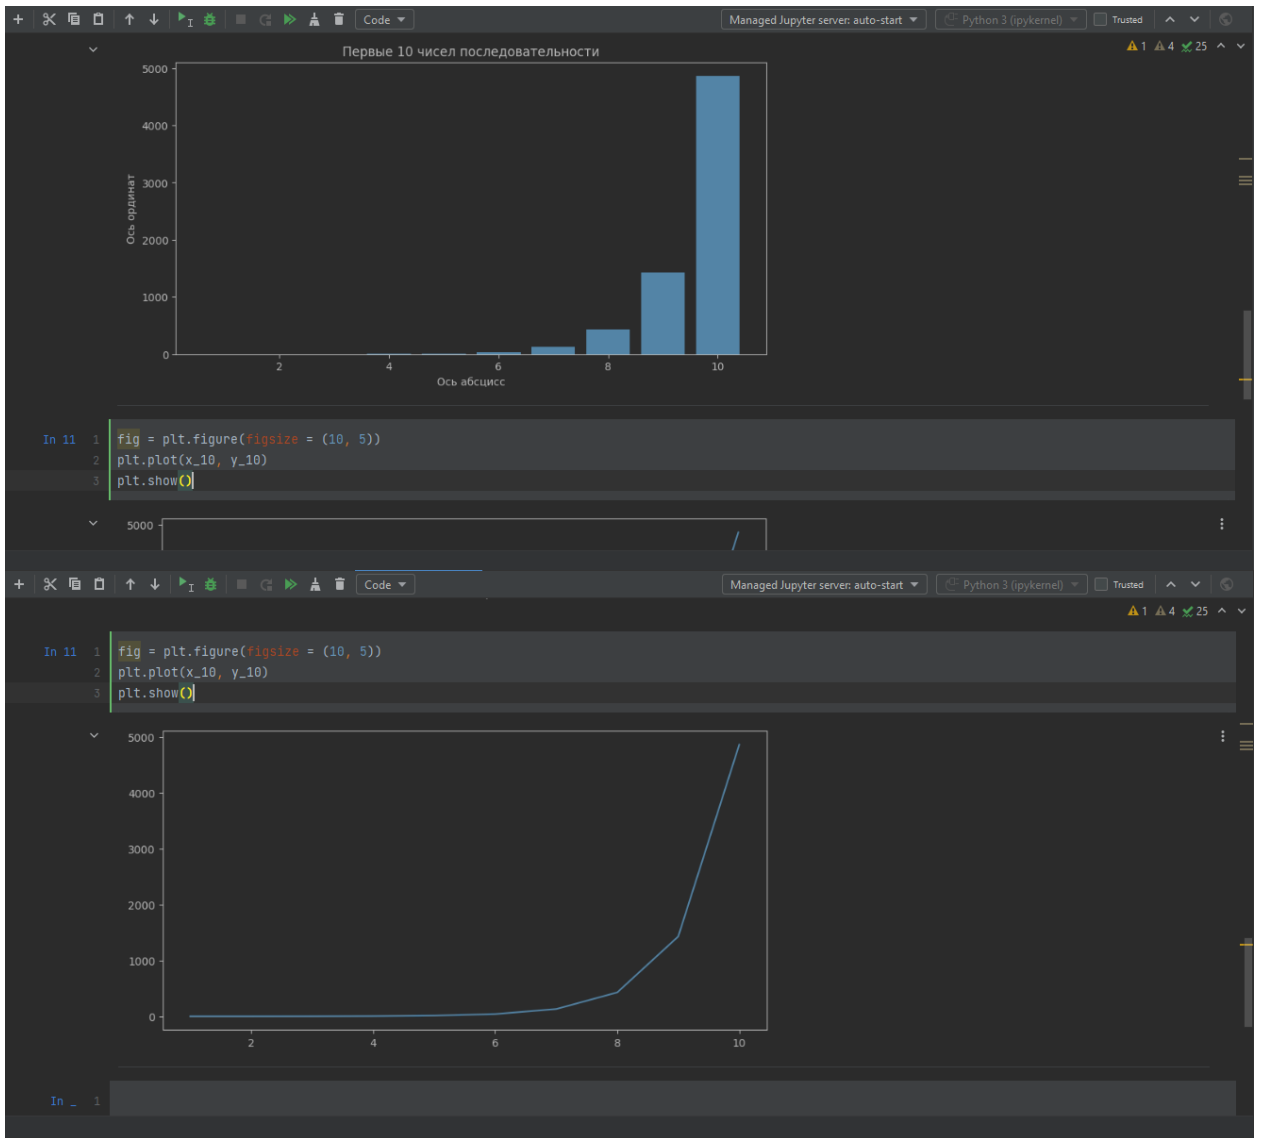 Code
Managed Jupyter server: auto-start
Python 3 (ipykernel)
Trusted
1 4 25
Первые 10 чисел последовательности
5000
4000
3000
2000
1000
0
Ось ординат
2 4 6 8 10
Ось абсцисс
In 11 1 fig = plt.figure(figsize = (10, 5))
2 plt.plot(x_10, y_10)
3 plt.show()
5000
Code
Managed Jupyter server: auto-start
Python 3 (ipykernel)
Trusted
1 4 25
In 11 1 fig = plt.figure(figsize = (10, 5))
2 plt.plot(x_10, y_10)
3 plt.show()
5000
4000
3000
2000
1000
0
2 4 6 8 10
In _ 1